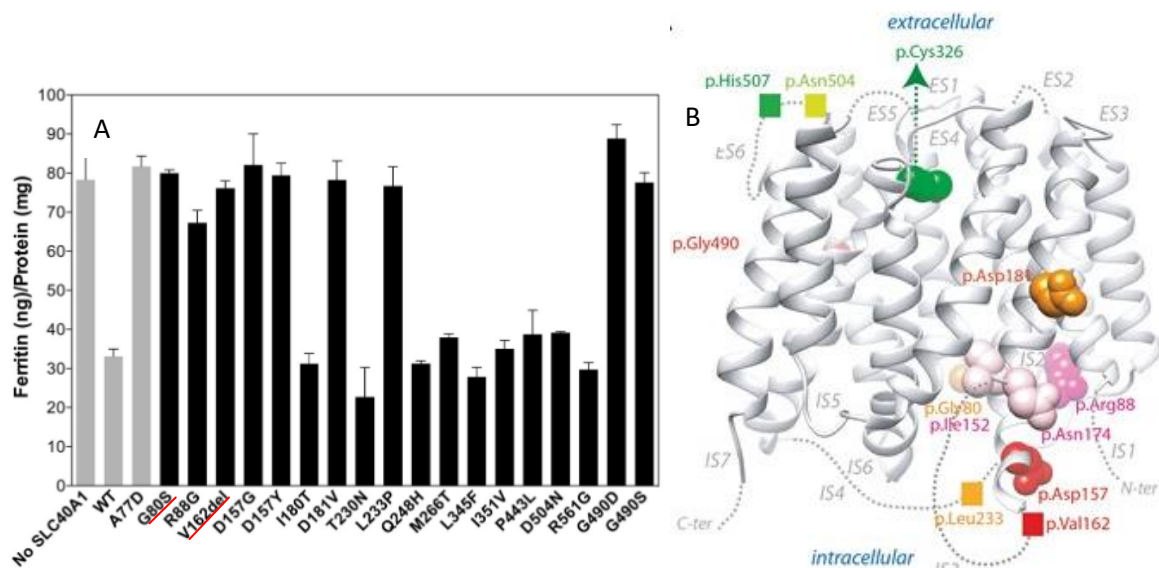 A
Ferritin (ng)/Protein (mg)
100
90
80
70
60
50
40
30
20
10
0
No SLC40A1
WT
A77D
G80S
R88G
V162del
D157G
D157Y
I180T
D181V
T230N
L233P
Q248H
M266T
L345F
I351V
P443L
D504N
R561G
G490D
G490S
B
extracellular
p.Cys326
p.His507
p.Asn504
ES1
ES2
ES5
ES3
ES4
ES6
p.Gly490
p.Asp181
IS2
p.Gly80
p.Arg88
p.Ile152
p.Asn174
IS5
IS1
IS7
IS6
IS4
p.Asp157
N-ter
C-ter
p.Leu233
p.Val162
intracellular